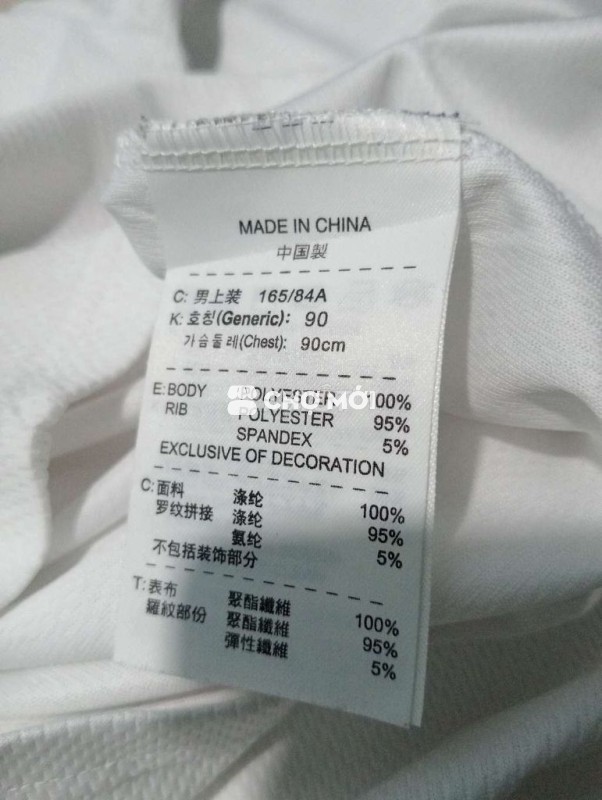 MADE IN CHINA
中国製
C: 男上装 165/84A
K: 호칭(Generic): 90
가슴둘레(Chest): 90cm
E: BODY POLYESTER 100%
RIB POLYESTER 95%
SPANDEX 5%
EXCLUSIVE OF DECORATION
C: 面料 涤纶 100%
罗纹拼接 涤纶 95%
氨纶 5%
不包括装饰部分
T: 表布 聚酯纖維 100%
羅紋部份 聚酯纖維 95%
彈性纖維 5%
CHỢ MỚI